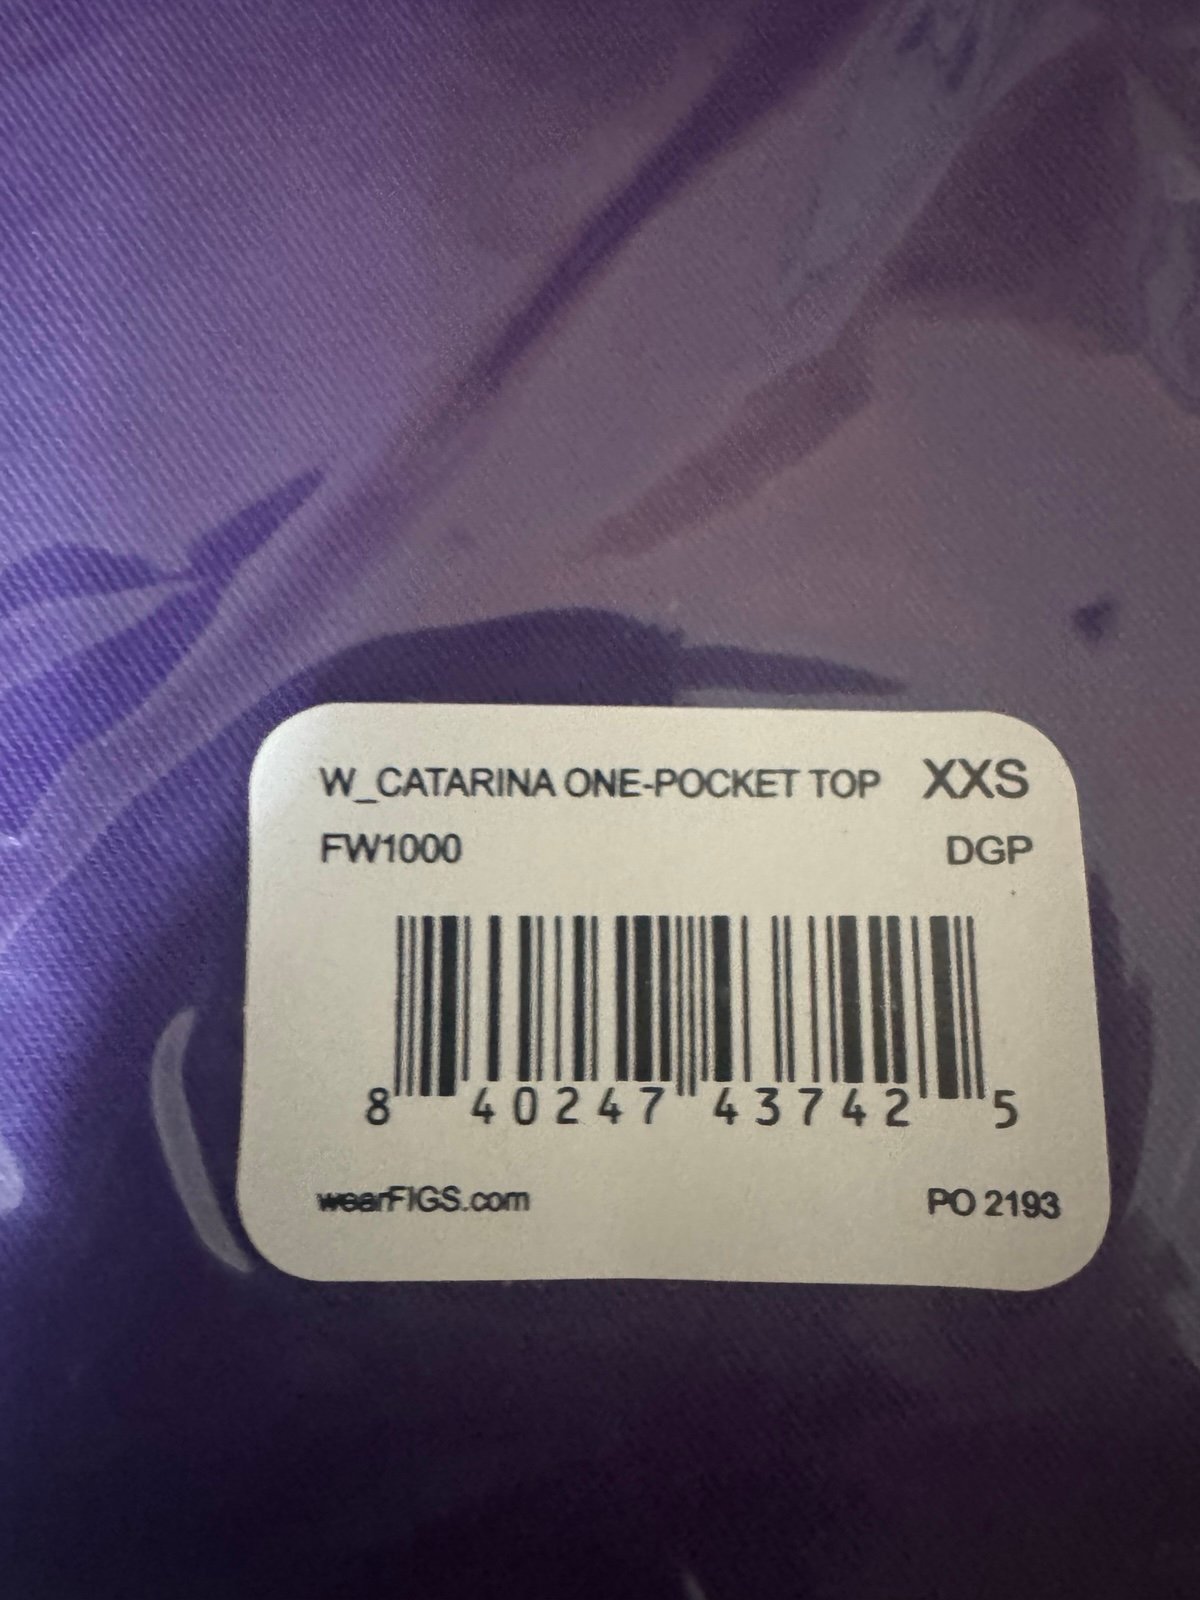 W_CATARINA ONE-POCKET TOP XXS
FW1000 DGP
8 40247 43742 5
wearFIGS.com PO 2193